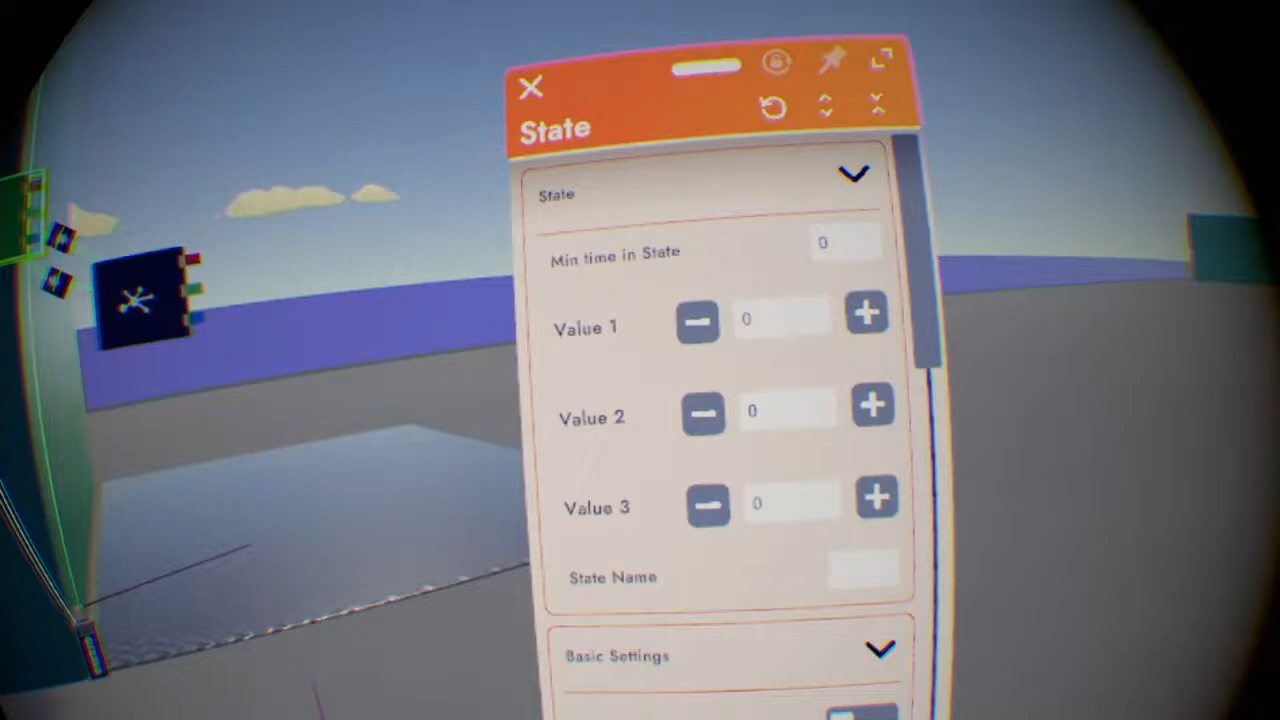 State
State
Min time in State 0
Value 1 0
Value 2 0
Value 3 0
State Name
Basic Settings